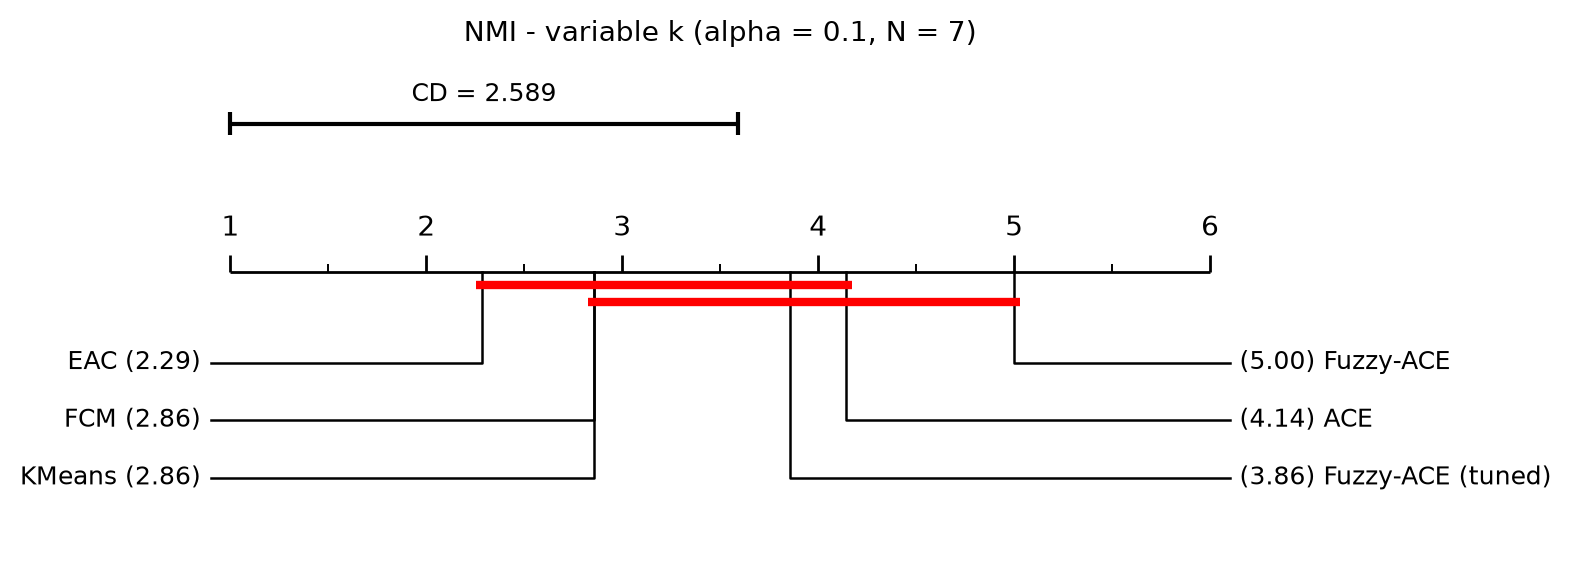 NMI - variable k (alpha = 0.1, N = 7)
CD = 2.589
1 2 3 4 5 6
EAC (2.29)
(5.00) Fuzzy-ACE
FCM (2.86)
(4.14) ACE
KMeans (2.86)
(3.86) Fuzzy-ACE (tuned)